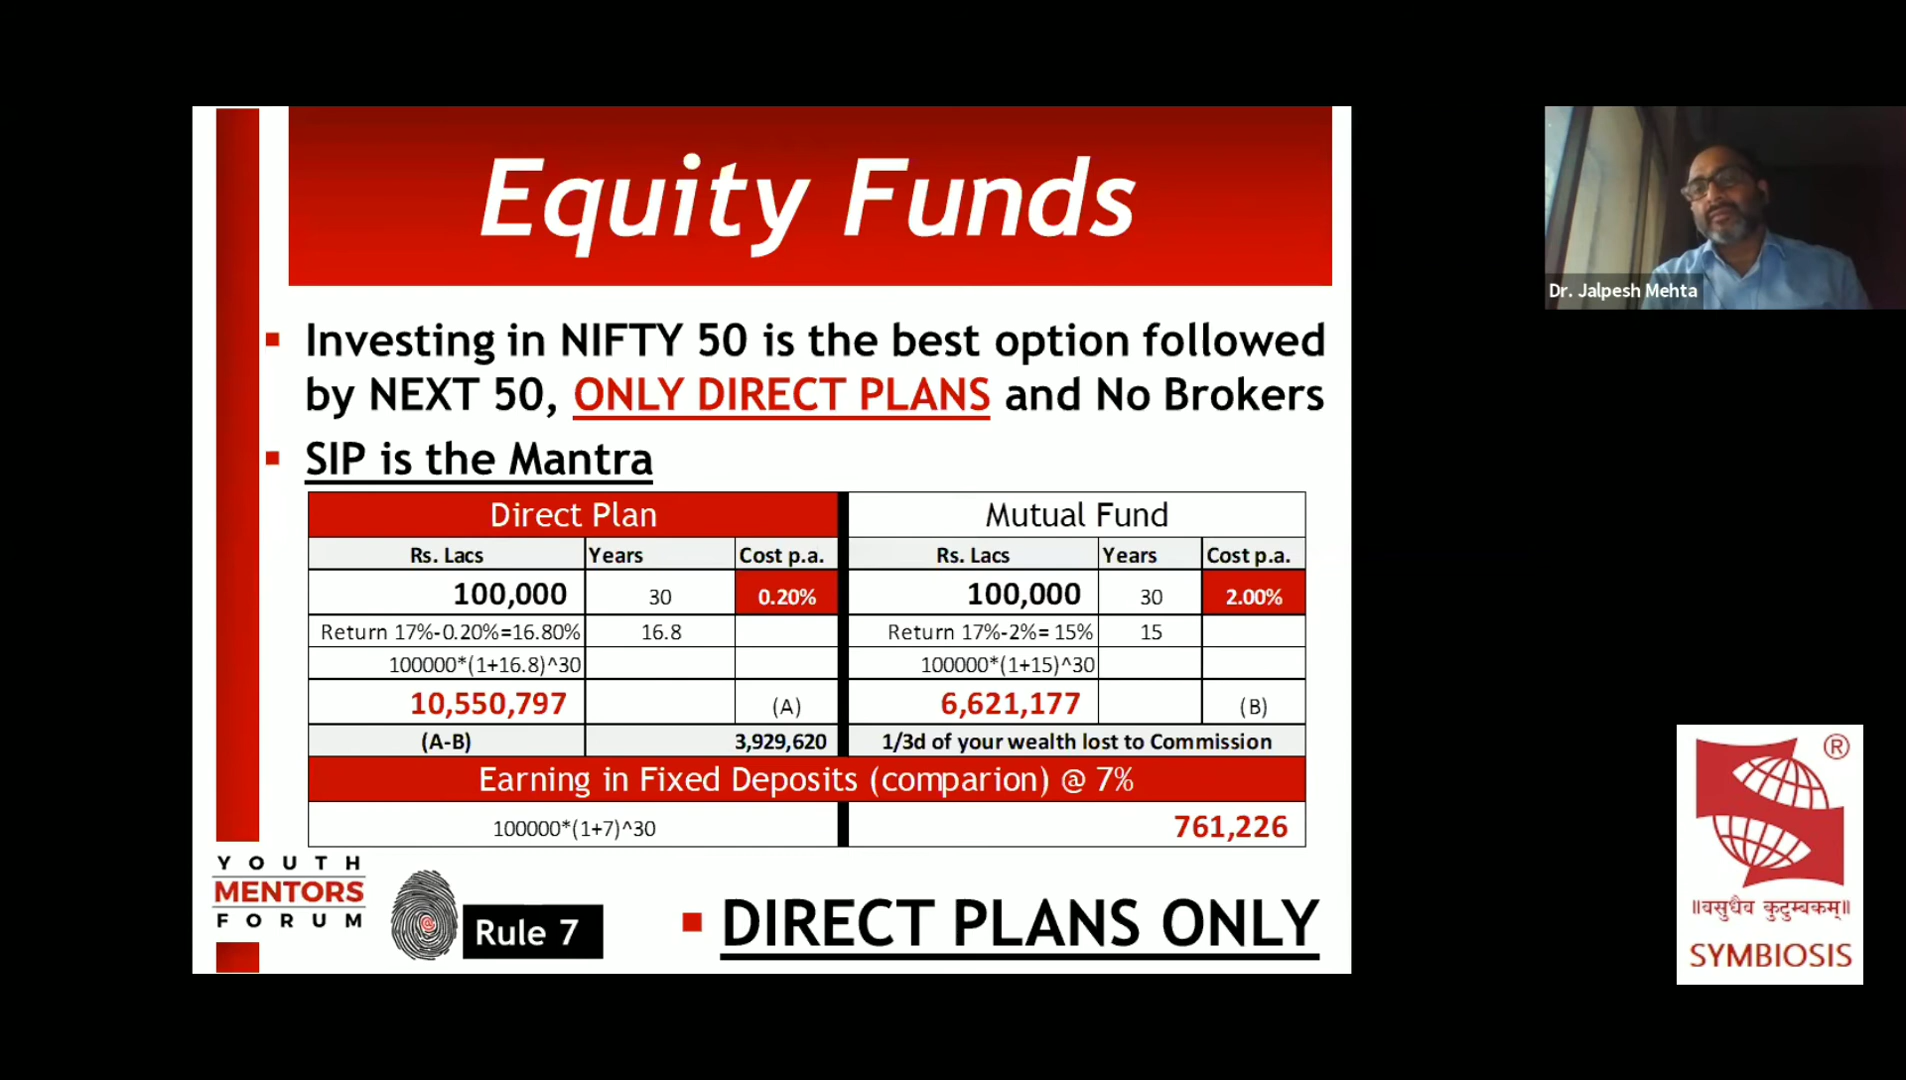 Equity Funds
Investing in NIFTY 50 is the best option followed
by NEXT 50, ONLY DIRECT PLANS and No Brokers
SIP is the Mantra
Direct Plan Mutual Fund
Rs. Lacs Years Cost p.a. Rs. Lacs Years Cost p.a.
100,000 30 0.20% 100,000 30 2.00%
Return 17%-0.20%=16.80% 16.8 Return 17%-2%= 15% 15
100000*(1+16.8)^30 100000*(1+15)^30
10,550,797 (A) 6,621,177 (B)
(A-B) 3,929,620 1/3d of your wealth lost to Commission
Earning in Fixed Deposits (comparion) @ 7%
100000*(1+7)^30 761,226
YOUTH
MENTORS
FORUM
@
Rule 7
DIRECT PLANS ONLY
Dr. Jalpesh Mehta
®
॥वसुधैव कुटुम्बकम्॥
SYMBIOSIS